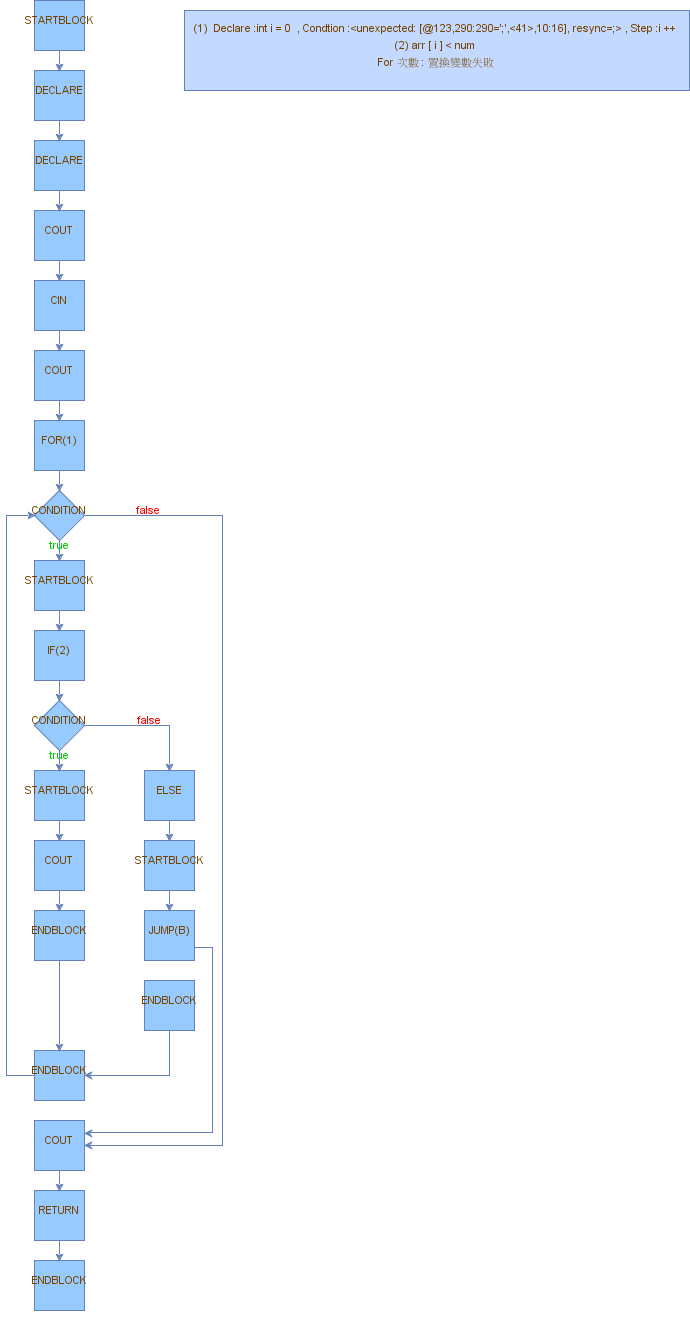 STARTBLOCK
(1) Declare :int i = 0 , Condtion :<unexpected: [@123,290:290=';',<41>,10:16], resync=;> , Step :i ++
(2) arr [ i ] < num
For 次數 : 置換變數失敗
DECLARE
DECLARE
COUT
CIN
COUT
FOR(1)
CONDITION
false
true
STARTBLOCK
IF(2)
CONDITION
false
true
STARTBLOCK
ELSE
COUT
STARTBLOCK
ENDBLOCK
JUMP(B)
ENDBLOCK
ENDBLOCK
COUT
RETURN
ENDBLOCK